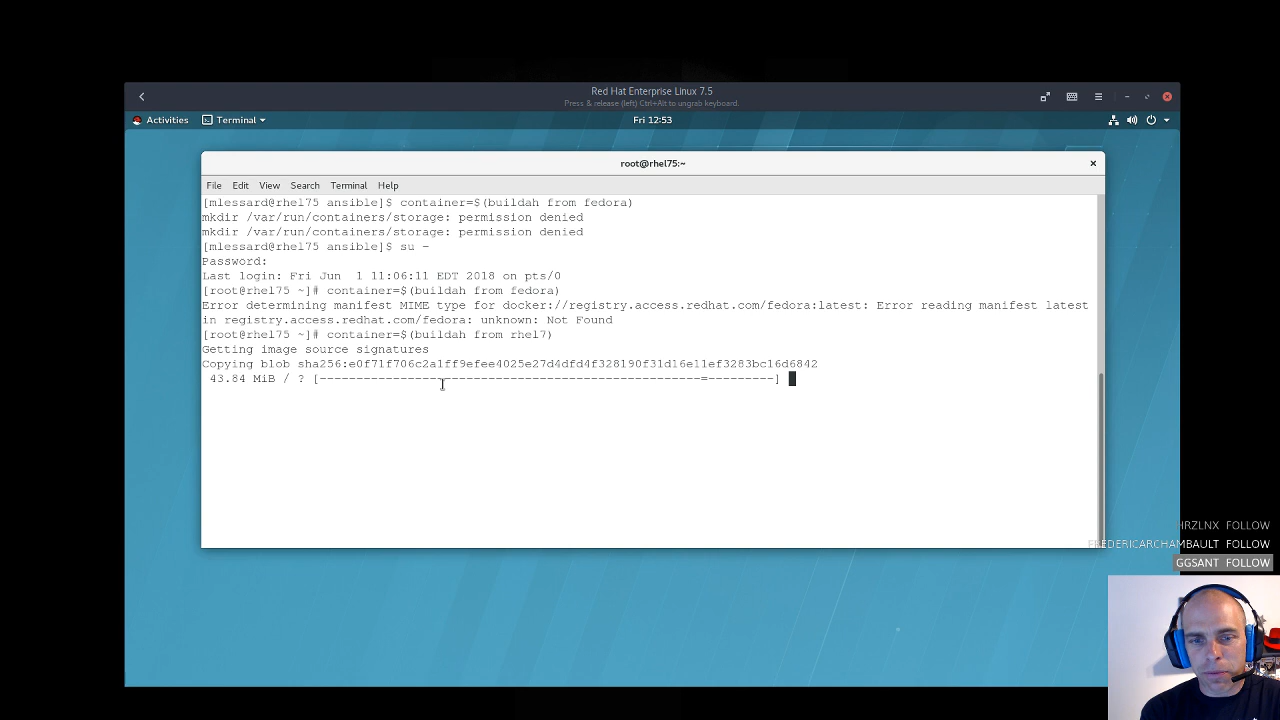 Red Hat Enterprise Linux 7.5
Press & release (left) Ctrl+Alt to ungrab keyboard.
Activities Terminal Fri 12:53
root@rhel75:~
File Edit View Search Terminal Help
[mlessard@rhel75 ansible]$ container=$(buildah from fedora)
mkdir /var/run/containers/storage: permission denied
mkdir /var/run/containers/storage: permission denied
[mlessard@rhel75 ansible]$ su -
Password:
Last login: Fri Jun  1 11:06:11 EDT 2018 on pts/0
[root@rhel75 ~]# container=$(buildah from fedora)
Error determining manifest MIME type for docker://registry.access.redhat.com/fedora:latest: Error reading manifest latest
in registry.access.redhat.com/fedora: unknown: Not Found
[root@rhel75 ~]# container=$(buildah from rhel7)
Getting image source signatures
Copying blob sha256:e0f71f706c2a1ff9efee4025e27d4dfd4f328190f31d16e11ef3283bc16d6842
43.84 MiB / ? [----------------------------------------------------=---------]
HRZLNX FOLLOW
FREDERICARCHAMBAULT FOLLOW
GGSANT FOLLOW